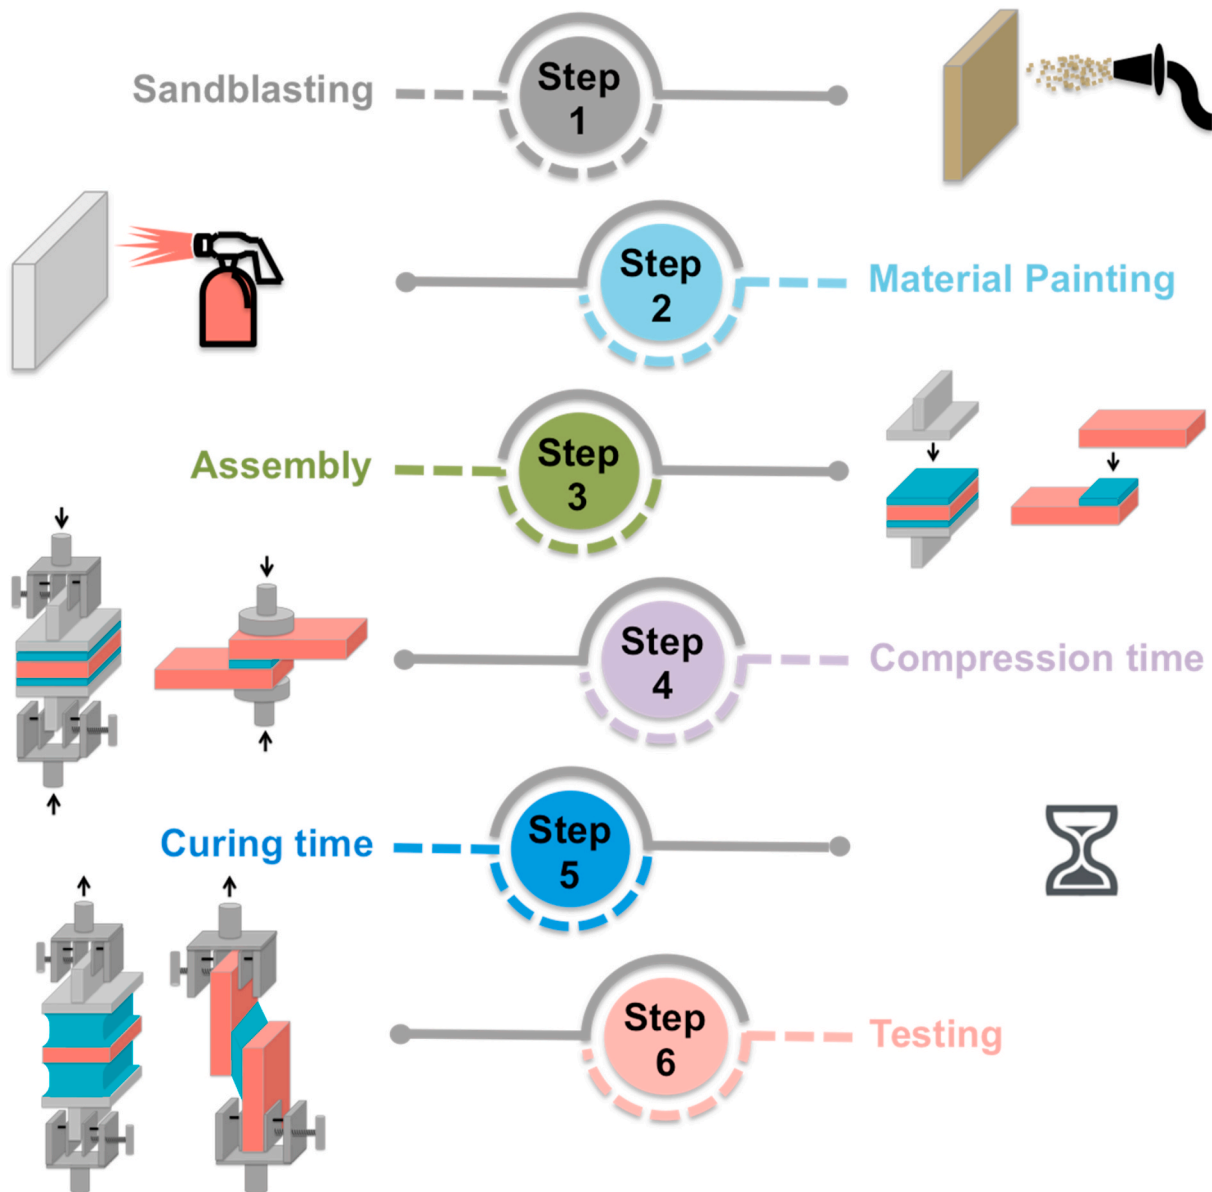 Sandblasting
Step
1
Step
2
Material Painting
Assembly
Step
3
Step
4
Compression time
Curing time
Step
5
Step
6
Testing